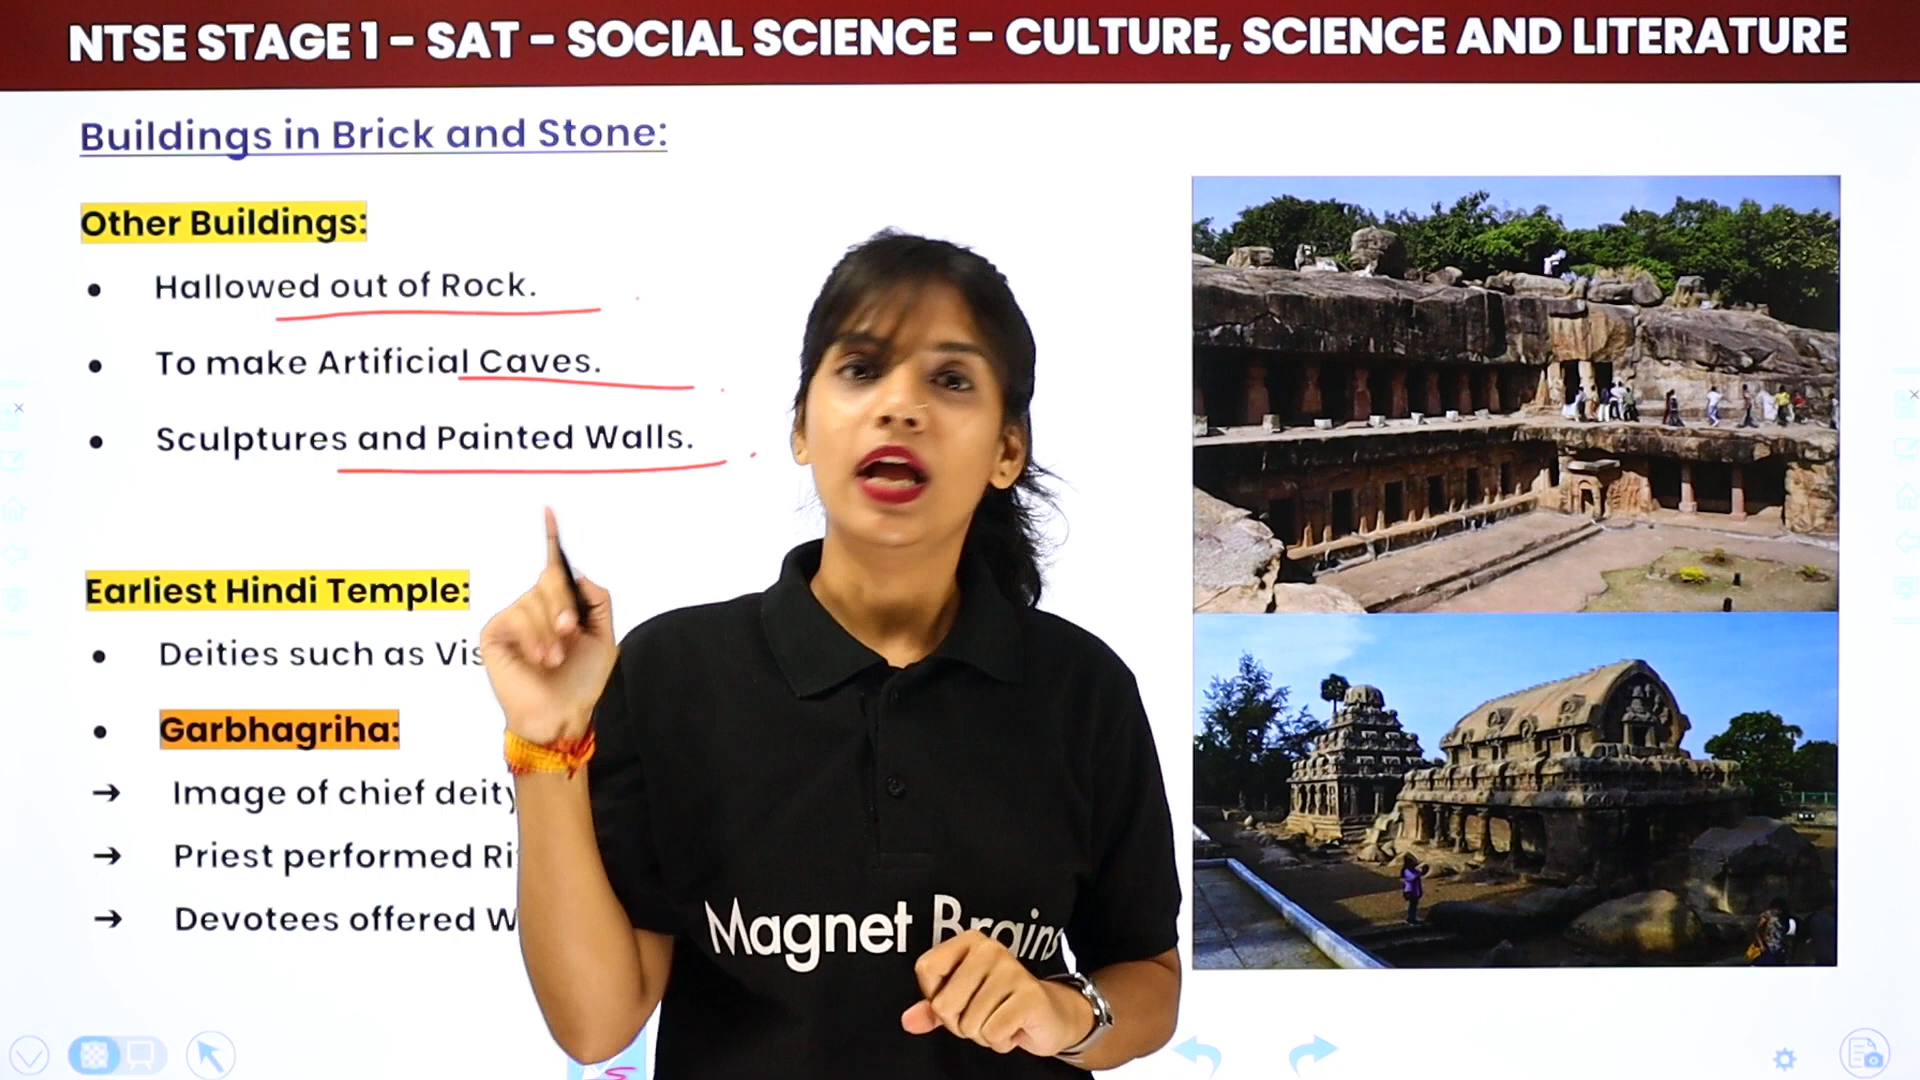 NTSE STAGE 1 - SAT - SOCIAL SCIENCE - CULTURE, SCIENCE AND LITERATURE
Buildings in Brick and Stone:
Other Buildings:
• Hallowed out of Rock.
• To make Artificial Caves.
• Sculptures and Painted Walls.
Earliest Hindi Temple:
• Deities such as
• Garbhagriha:
→ Image of chief deity
→ Priest performed
→ Devotees offered
Magnet Brains